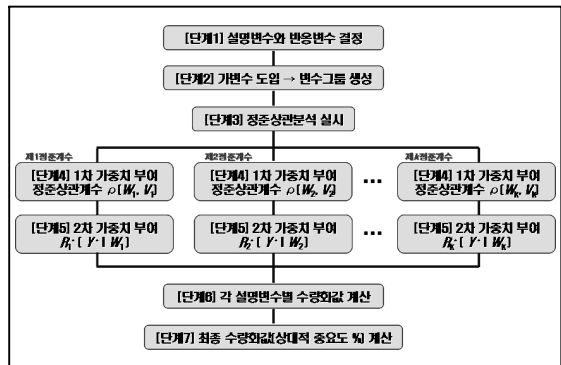 [단계1] 설명변수와 반응변수 결정
[단계2] 가변수 도입 → 변수그룹 생성
[단계3] 정준상관분석 실시
제1정준계수
제2정준계수
제k정준계수
[단계4] 1차 가중치 부여
정준상관계수 ρ[W₁, V₁]
[단계4] 1차 가중치 부여
정준상관계수 ρ[W₂, V₂]
...
[단계4] 1차 가중치 부여
정준상관계수 ρ[Wₖ, Vₖ]
[단계5] 2차 가중치 부여
[단계5] 2차 가중치 부여
...
[단계5] 2차 가중치 부여
[단계6] 각 설명변수별 수량화값 계산
[단계7] 최종 수량화값(상대적 중요도 %) 계산